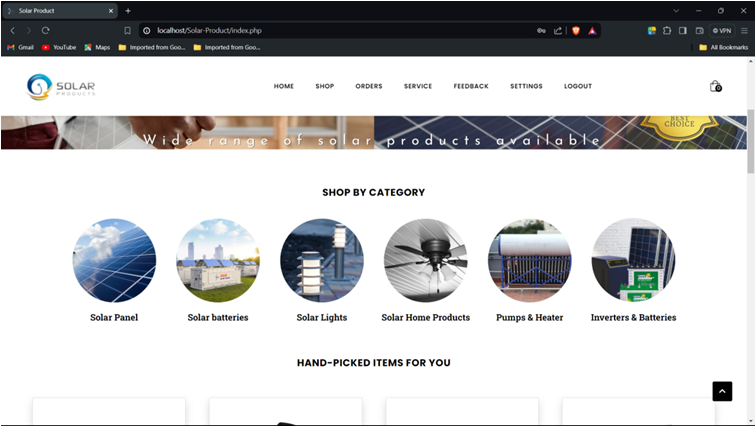 Solar Product
localhost/Solar-Product/index.php
VPN
Gmail YouTube Maps Imported from Goo... Imported from Goo... All Bookmarks
SOLAR
PRODUCTS
HOME SHOP ORDERS SERVICE FEEDBACK SETTINGS LOGOUT
0
BEST
CHOICE
Wide range of solar products available
SHOP BY CATEGORY
Solar Panel Solar batteries Solar Lights Solar Home Products Pumps & Heater Inverters & Batteries
HAND-PICKED ITEMS FOR YOU